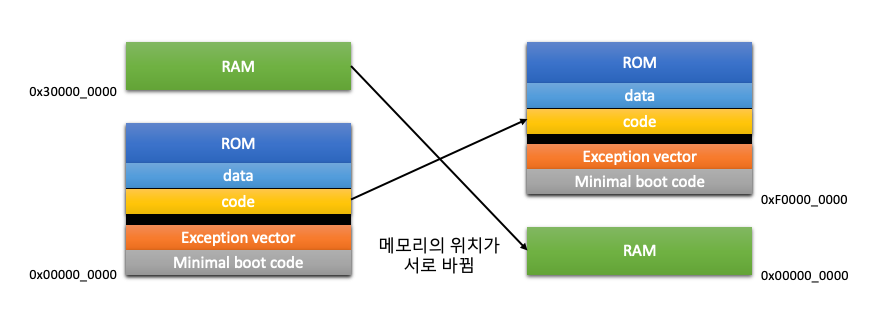 RAM
0x30000_0000
ROM
data
code
Exception vector
Minimal boot code
0x00000_0000
메모리의 위치가
서로 바뀜
ROM
data
code
Exception vector
Minimal boot code
0xF0000_0000
RAM
0x00000_0000